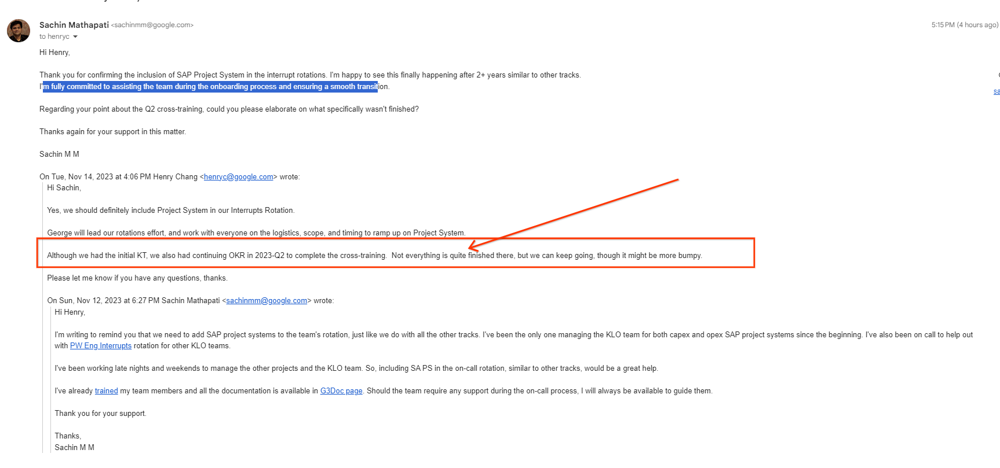 Sachin Mathapati <sachinmm@google.com>
5:15 PM (4 hours ago)
to henryc
Hi Henry,
Thank you for confirming the inclusion of SAP Project System in the interrupt rotations. I'm happy to see this finally happening after 2+ years similar to other tracks.
I'm fully committed to assisting the team during the onboarding process and ensuring a smooth transition.
Regarding your point about the Q2 cross-training, could you please elaborate on what specifically wasn't finished?
Thanks again for your support in this matter.
Sachin M M
On Tue, Nov 14, 2023 at 4:06 PM Henry Chang <henryc@google.com> wrote:
Hi Sachin,
Yes, we should definitely include Project System in our Interrupts Rotation.
George will lead our rotations effort, and work with everyone on the logistics, scope, and timing to ramp up on Project System.
Although we had the initial KT, we also had continuing OKR in 2023-Q2 to complete the cross-training.  Not everything is quite finished there, but we can keep going, though it might be more bumpy.
Please let me know if you have any questions, thanks.
On Sun, Nov 12, 2023 at 6:27 PM Sachin Mathapati <sachinmm@google.com> wrote:
Hi Henry,
I'm writing to remind you that we need to add SAP project systems to the team's rotation, just like we do with all the other tracks. I've been the only one managing the KLO team for both capex and opex SAP project systems since the beginning. I've also been on call to help out
with PW Eng Interrupts rotation for other KLO teams.
I've been working late nights and weekends to manage the other projects and the KLO team. So, including SA PS in the on-call rotation, similar to other tracks, would be a great help.
I've already trained my team members and all the documentation is available in G3Doc page. Should the team require any support during the on-call process, I will always be available to guide them.
Thank you for your support.
Thanks,
Sachin M M